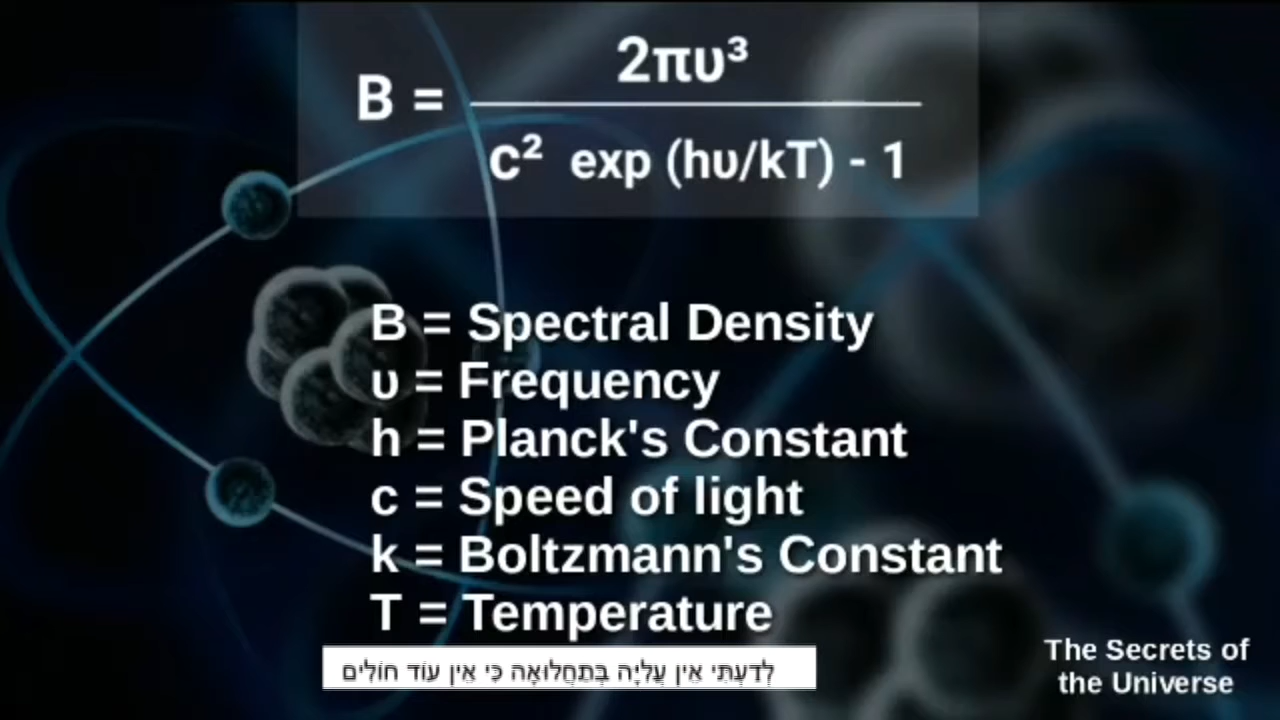 2πυ³
B =
c² exp (hυ/kT) - 1
B = Spectral Density
υ = Frequency
h = Planck's Constant
c = Speed of light
k = Boltzmann's Constant
T = Temperature
לְדַעְתִּי אֵין עֲלִיָּה בְּתַחֲלוּאָה כִּי אֵין עוֹד חוֹלִים
The Secrets of
the Universe